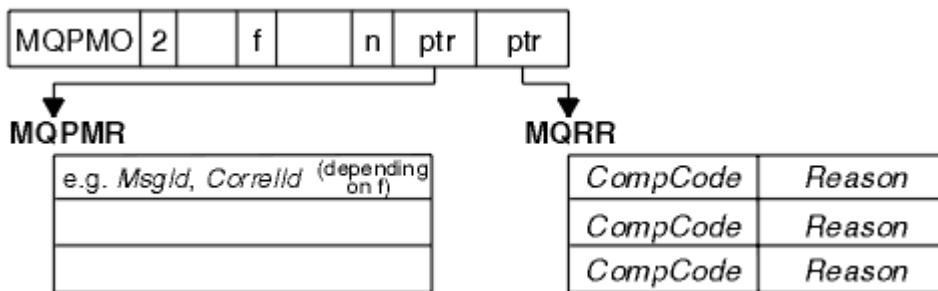 MQPMO 2 f n ptr ptr
MQPMR MQRR
e.g. MsgId, CorrelId (depending on f) CompCode Reason
CompCode Reason
CompCode Reason